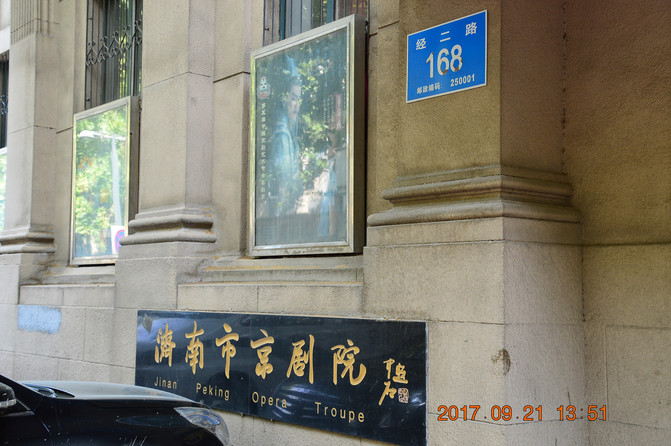 经二路
168
邮政编码: 250001
濟南市京剧院
Jinan Peking Opera Troupe
2017.09.21 13:51